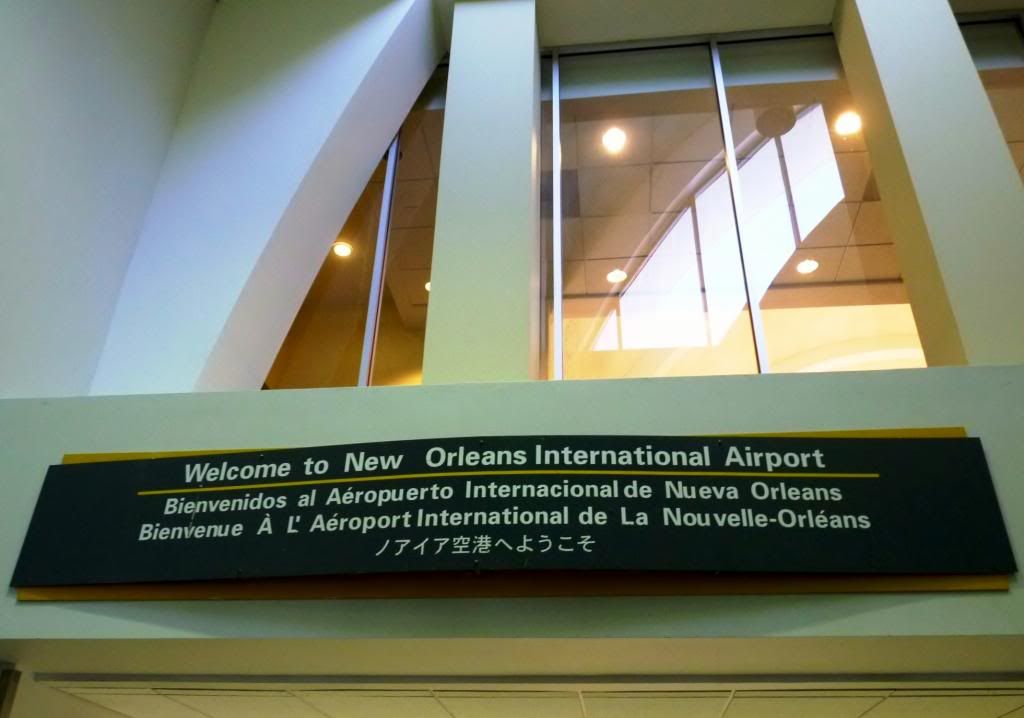 Welcome to New Orleans International Airport
Bienvenidos al Aéropuerto Internacional de Nueva Orleans
Bienvenue À L' Aéroport International de La Nouvelle-Orléans
ノアイア空港へようこそ